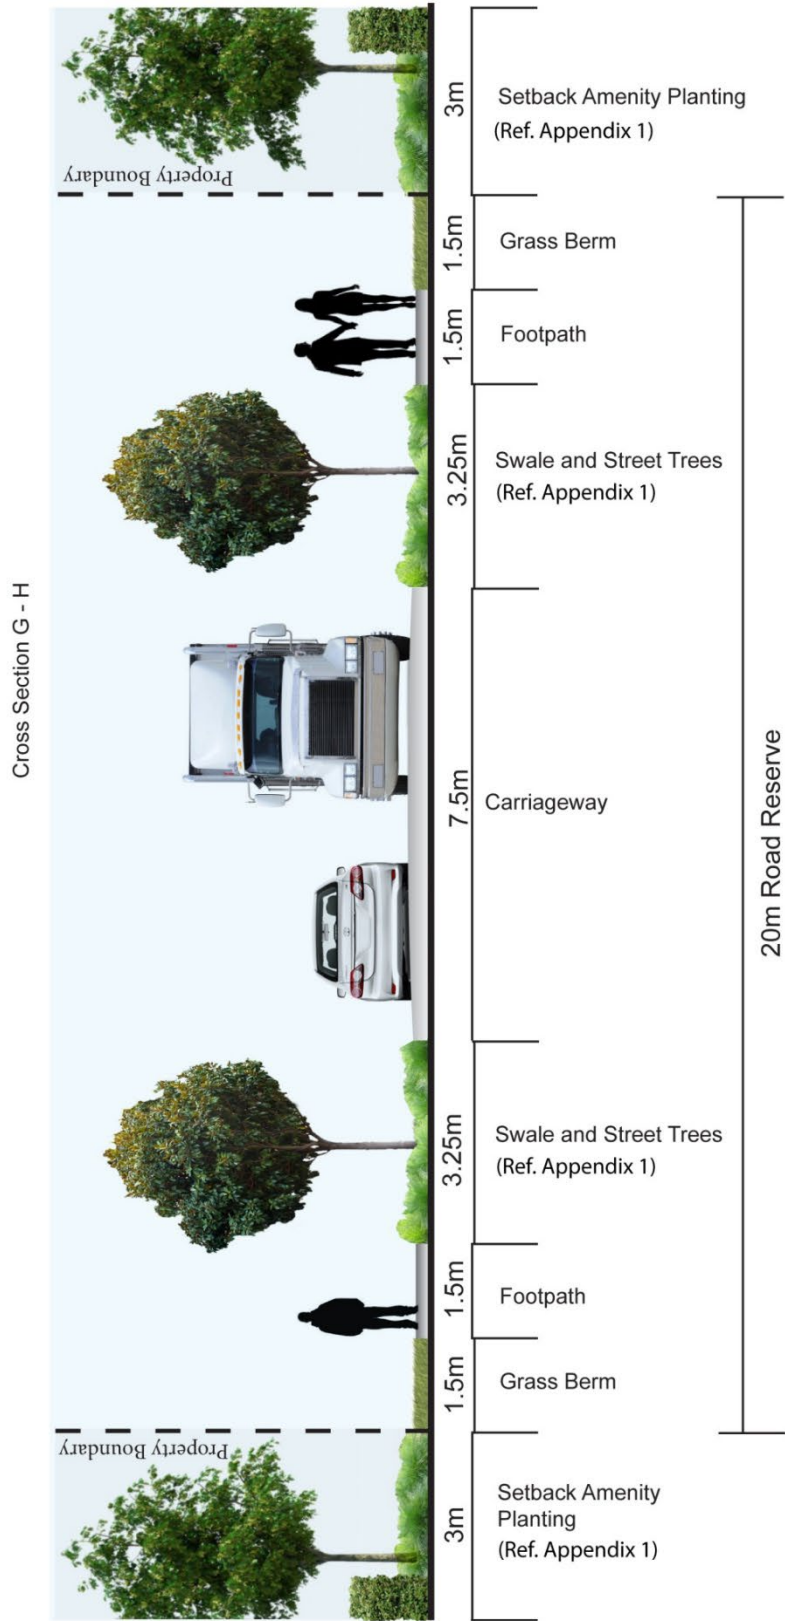 Cross Section G - H
3m
Setback Amenity Planting
(Ref. Appendix 1)
Property Boundary
1.5m
Grass Berm
1.5m
Footpath
3.25m
Swale and Street Trees
(Ref. Appendix 1)
7.5m
Carriageway
20m Road Reserve
3.25m
Swale and Street Trees
(Ref. Appendix 1)
1.5m
Footpath
1.5m
Grass Berm
Property Boundary
3m
Setback Amenity
Planting
(Ref. Appendix 1)